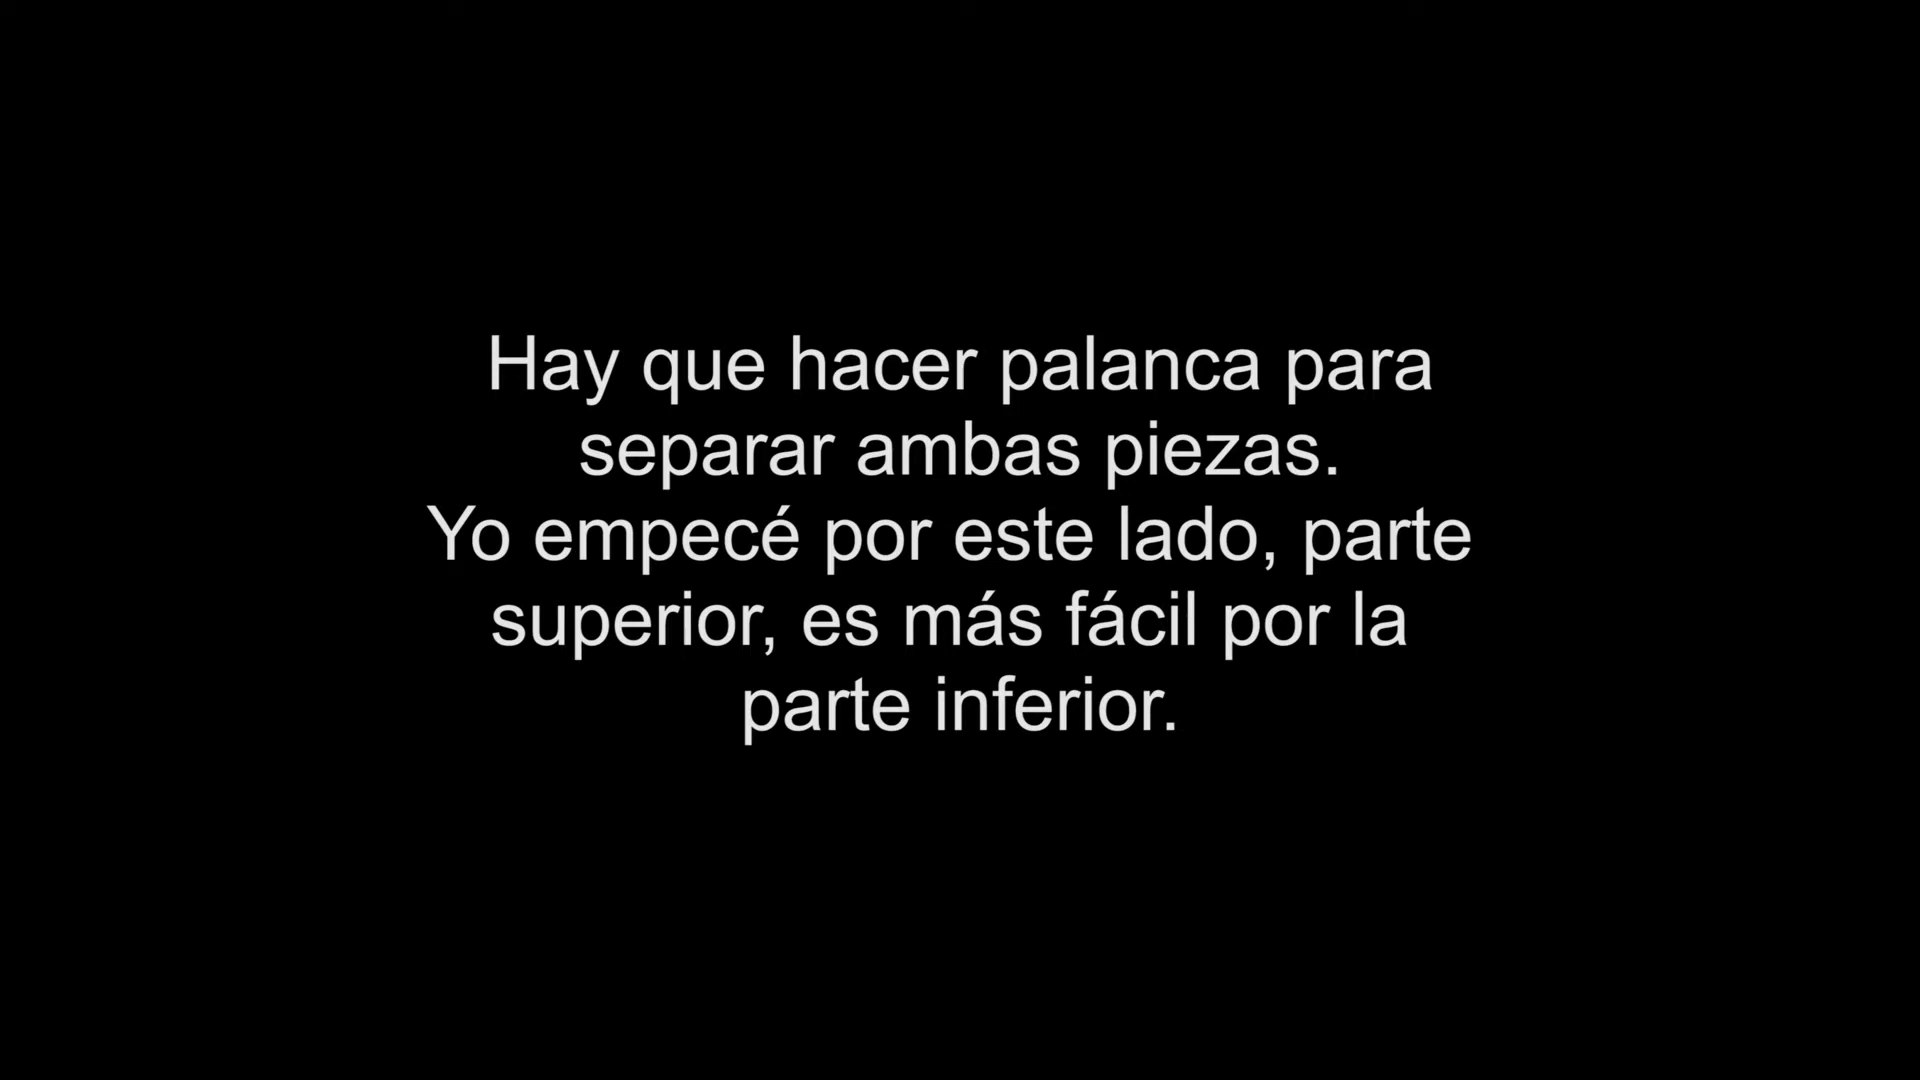 Hay que hacer palanca para
separar ambas piezas.
Yo empecé por este lado, parte
superior, es más fácil por la
parte inferior.